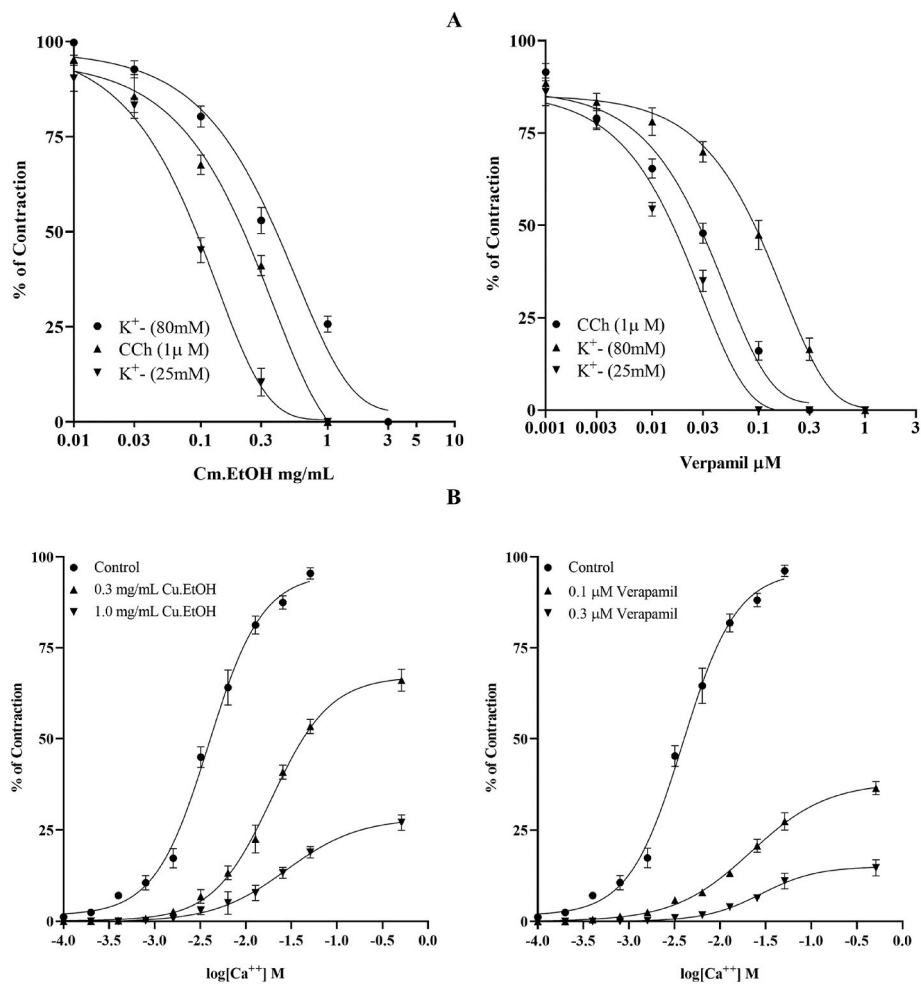 A
100
75
50
25
0
% of Contraction
K+- (80mM)
CCh (1μ M)
K+- (25mM)
0.01 0.03 0.1 0.3 1 3 5 10
Cm.EtOH mg/mL
100
75
50
25
0
% of Contraction
CCh (1μ M)
K+- (80mM)
K+- (25mM)
0.001 0.003 0.01 0.03 0.1 0.3 1 3
Verpamil μM
B
100
75
50
25
0
% of Contraction
Control
0.3 mg/mL Cu.EtOH
1.0 mg/mL Cu.EtOH
-4.0 -3.5 -3.0 -2.5 -2.0 -1.5 -1.0 -0.5 0.0
log[Ca++] M
100
75
50
25
0
% of Contraction
Control
0.1 μM Verapamil
0.3 μM Verapamil
-4.0 -3.5 -3.0 -2.5 -2.0 -1.5 -1.0 -0.5 0.0
log[Ca++] M